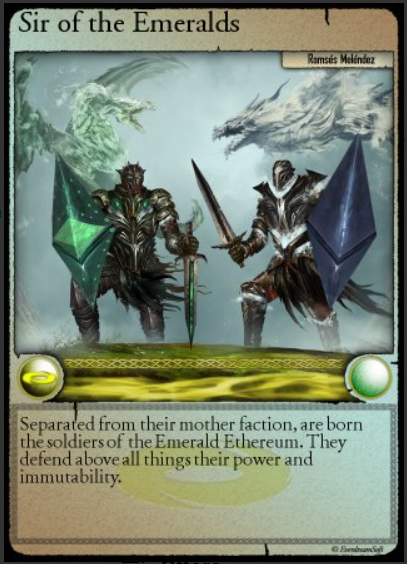 Sir of the Emeralds
Ramsés Meléndez
Separated from their mother faction, are born
the soldiers of the Emerald Ethereum. They
defend above all things their power and
immutability.
© EverdreamSoft